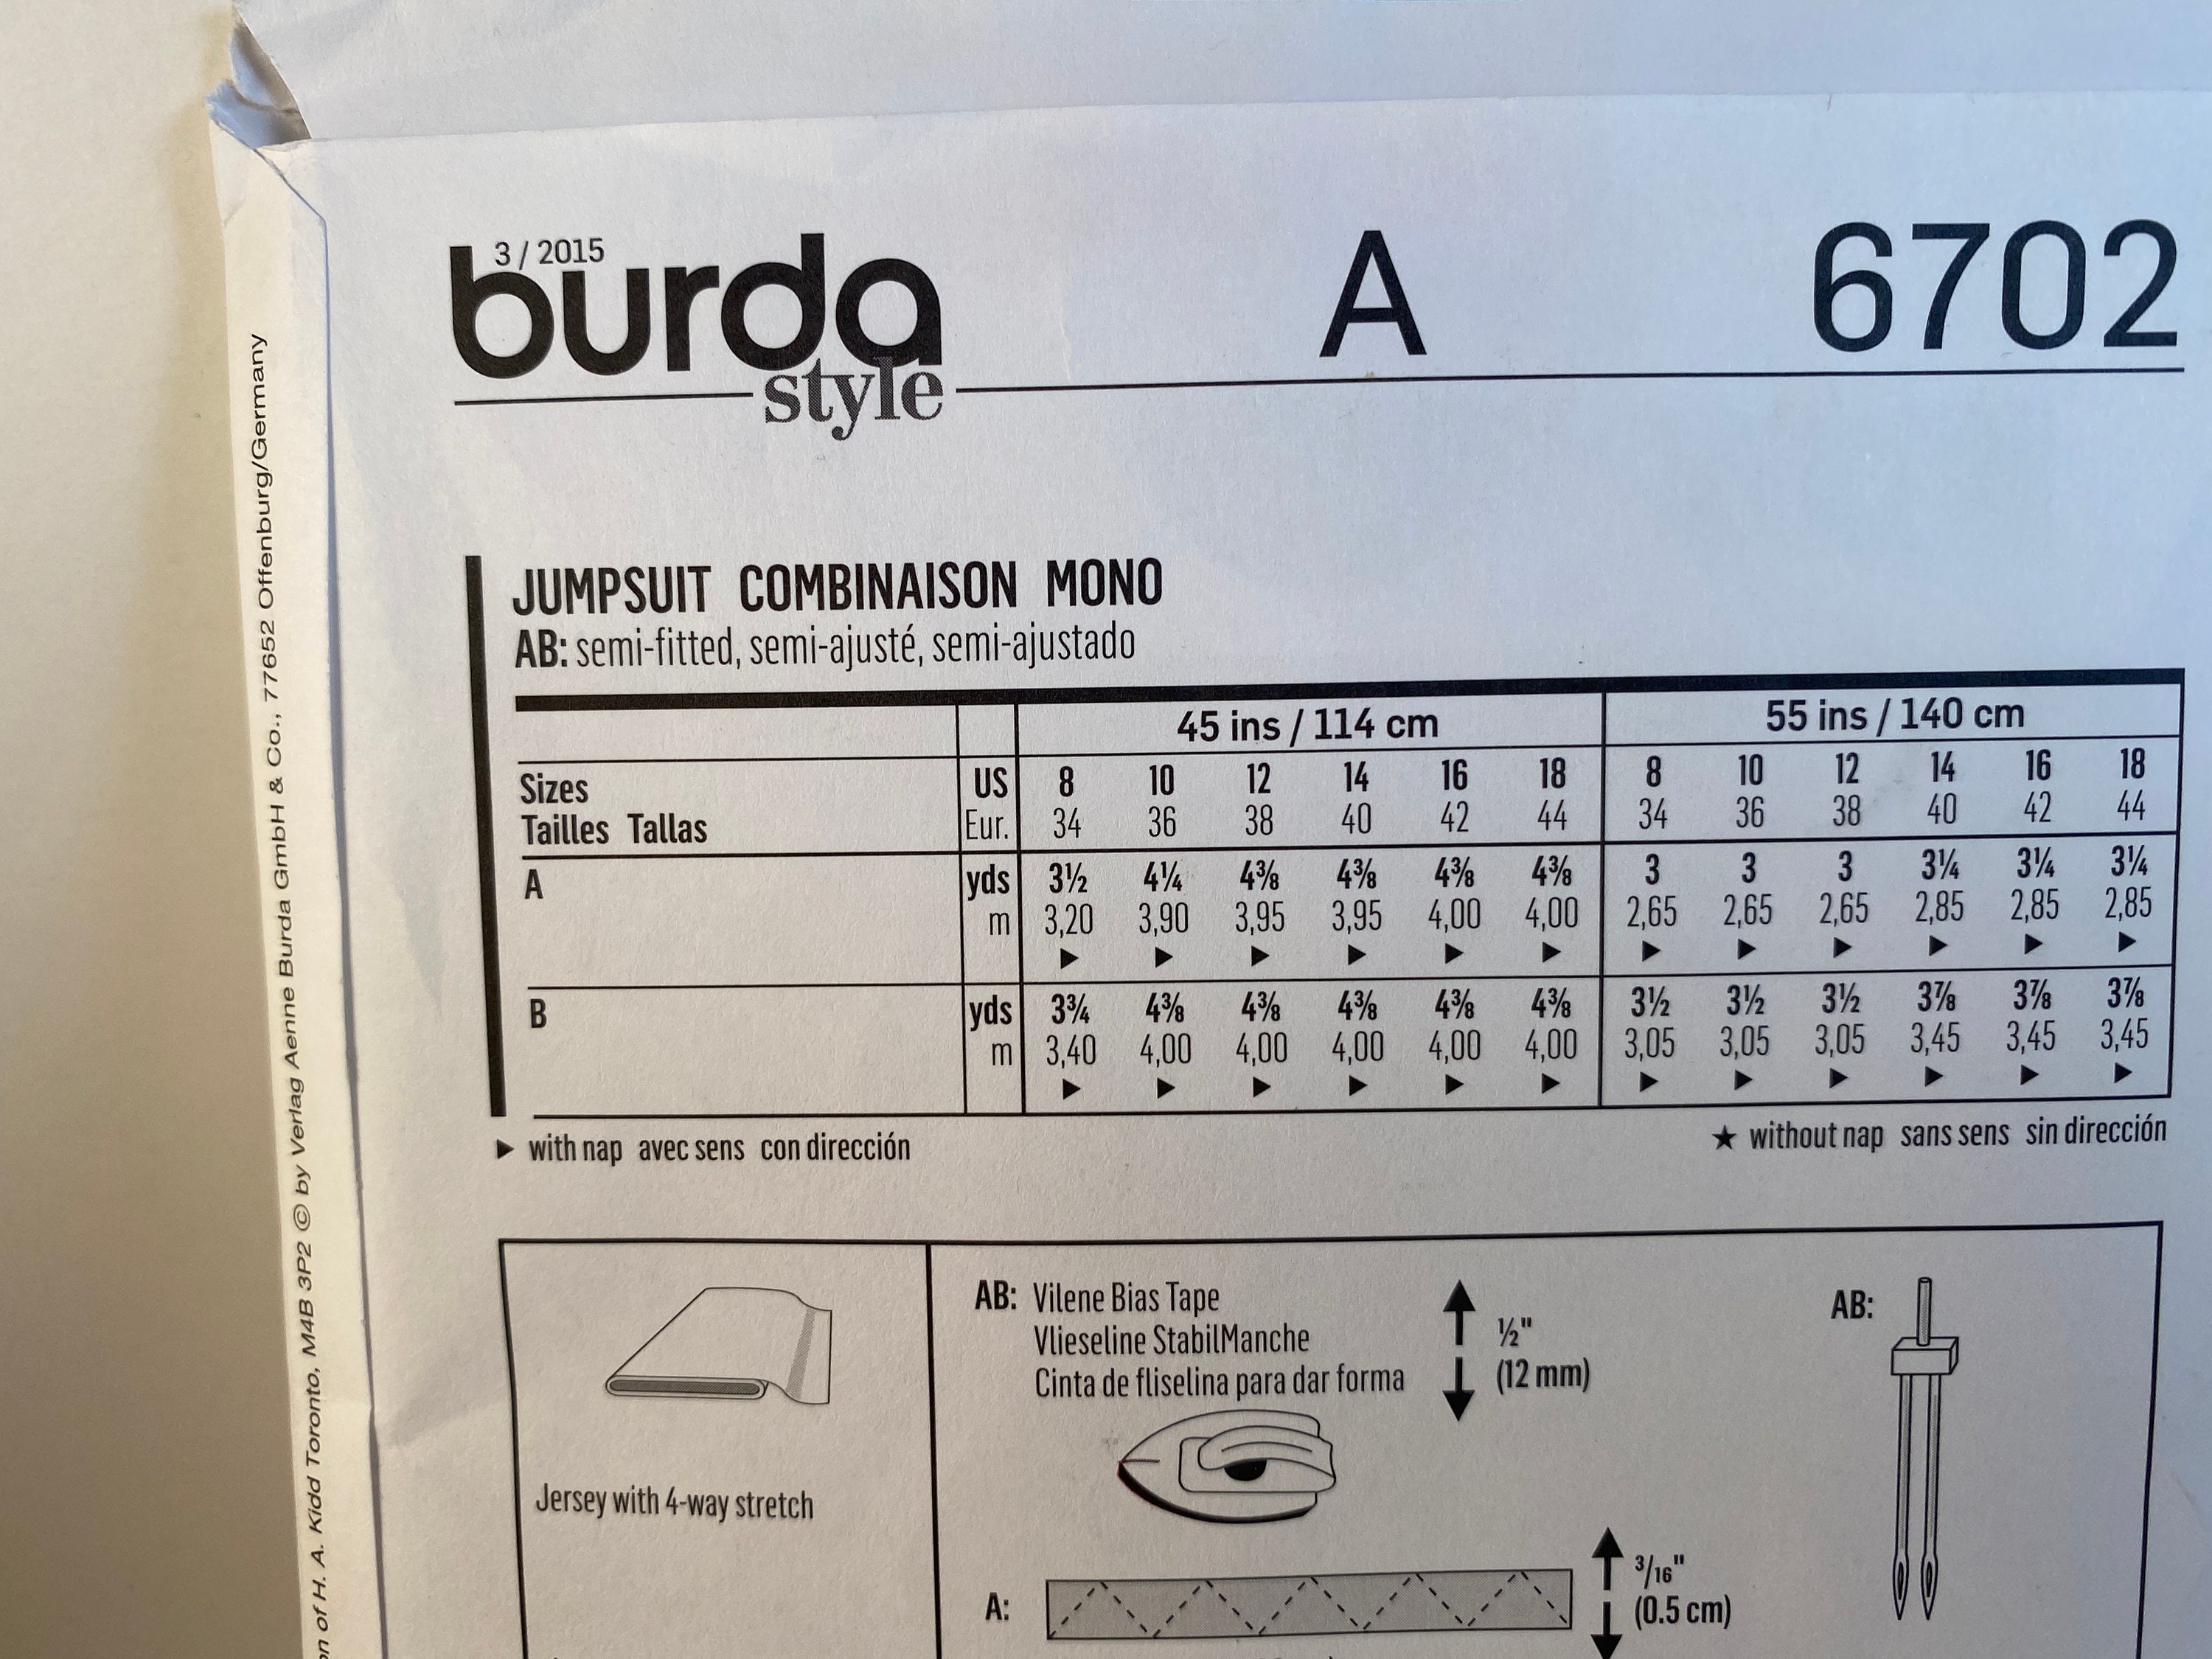 3 / 2015
burda A 6702
style
JUMPSUIT COMBINAISON MONO
AB: semi-fitted, semi-ajusté, semi-ajustado
45 ins / 114 cm 55 ins / 140 cm
Sizes US 8 10 12 14 16 18 8 10 12 14 16 18
Tailles Tallas Eur. 34 36 38 40 42 44 34 36 38 40 42 44
A yds 3½ 4¼ 4⅜ 4⅜ 4⅜ 4⅜ 3 3 3 3¼ 3¼ 3¼
m 3,20 3,90 3,95 3,95 4,00 4,00 2,65 2,65 2,65 2,85 2,85 2,85
▶ ▶ ▶ ▶ ▶ ▶ ▶ ▶ ▶ ▶ ▶ ▶
B yds 3¾ 4⅜ 4⅜ 4⅜ 4⅜ 4⅜ 3½ 3½ 3½ 3⅞ 3⅞ 3⅞
m 3,40 4,00 4,00 4,00 4,00 4,00 3,05 3,05 3,05 3,45 3,45 3,45
▶ ▶ ▶ ▶ ▶ ▶ ▶ ▶ ▶ ▶ ▶ ▶
▶ with nap avec sens con dirección ★ without nap sans sens sin dirección
Jersey with 4-way stretch
AB: Vilene Bias Tape
Vlieseline StabilManche
Cinta de fliselina para dar forma
½"
(12 mm)
AB:
A:
3/16"
(0.5 cm)
of H. A. Kidd Toronto, M4B 3P2 © by Verlag Aenne Burda GmbH & Co., 77652 Offenburg/Germany